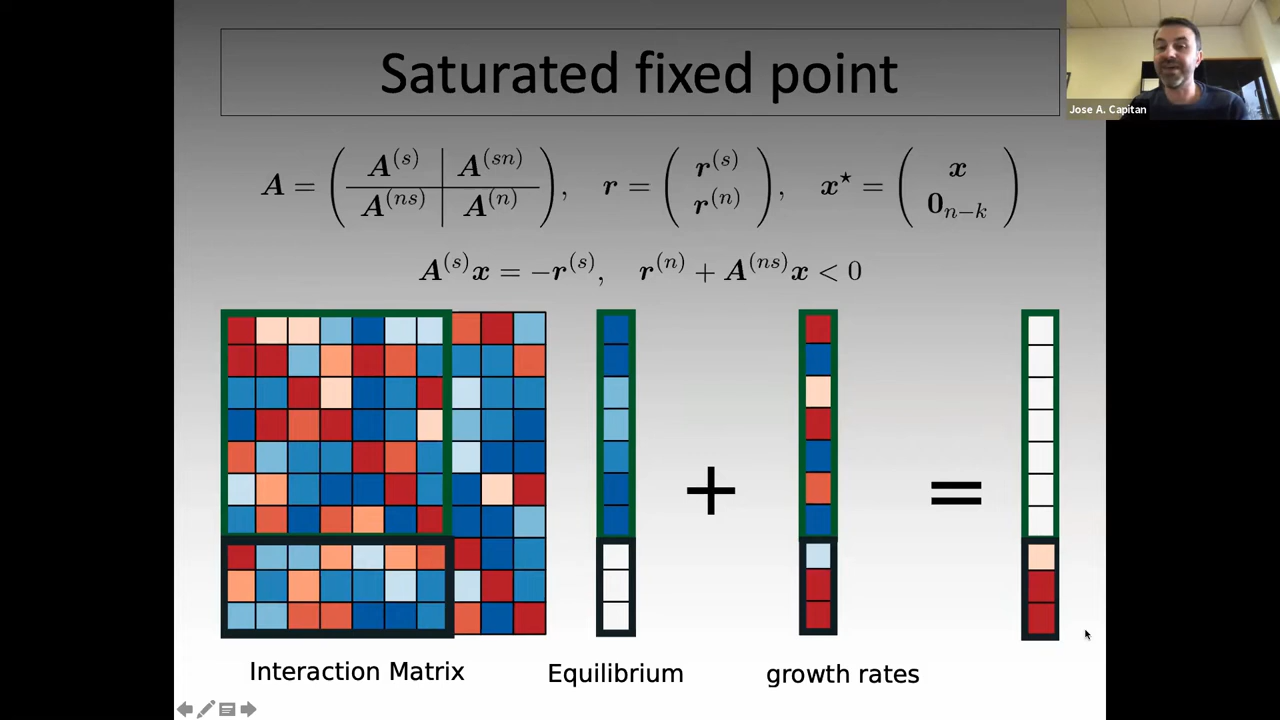 Saturated fixed point
Jose A. Capitan
A = ( A^(s) | A^(sn) ; A^(ns) | A^(n) ), r = ( r^(s) ; r^(n) ), x^⋆ = ( x ; 0_{n−k} )
A^(s)x = −r^(s), r^(n) + A^(ns)x < 0
+ =
Interaction Matrix Equilibrium growth rates